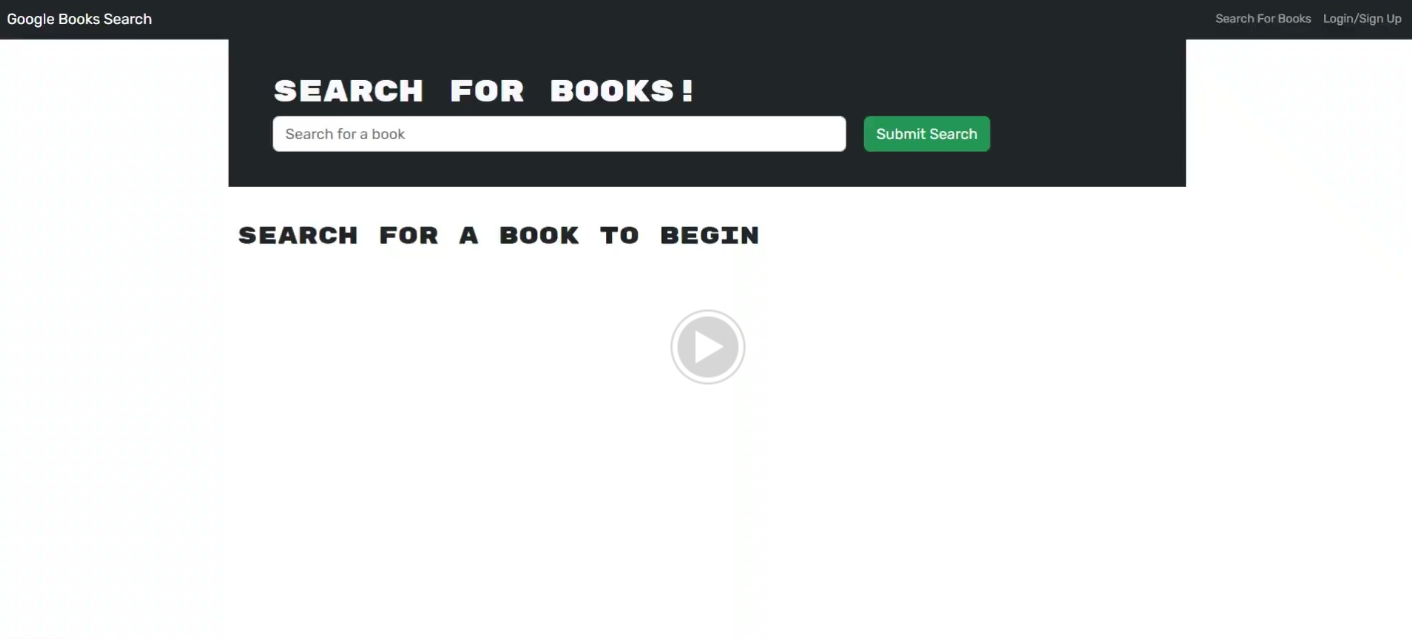 Google Books Search
Search For Books
Login/Sign Up
SEARCH FOR BOOKS!
Search for a book
Submit Search
SEARCH FOR A BOOK TO BEGIN